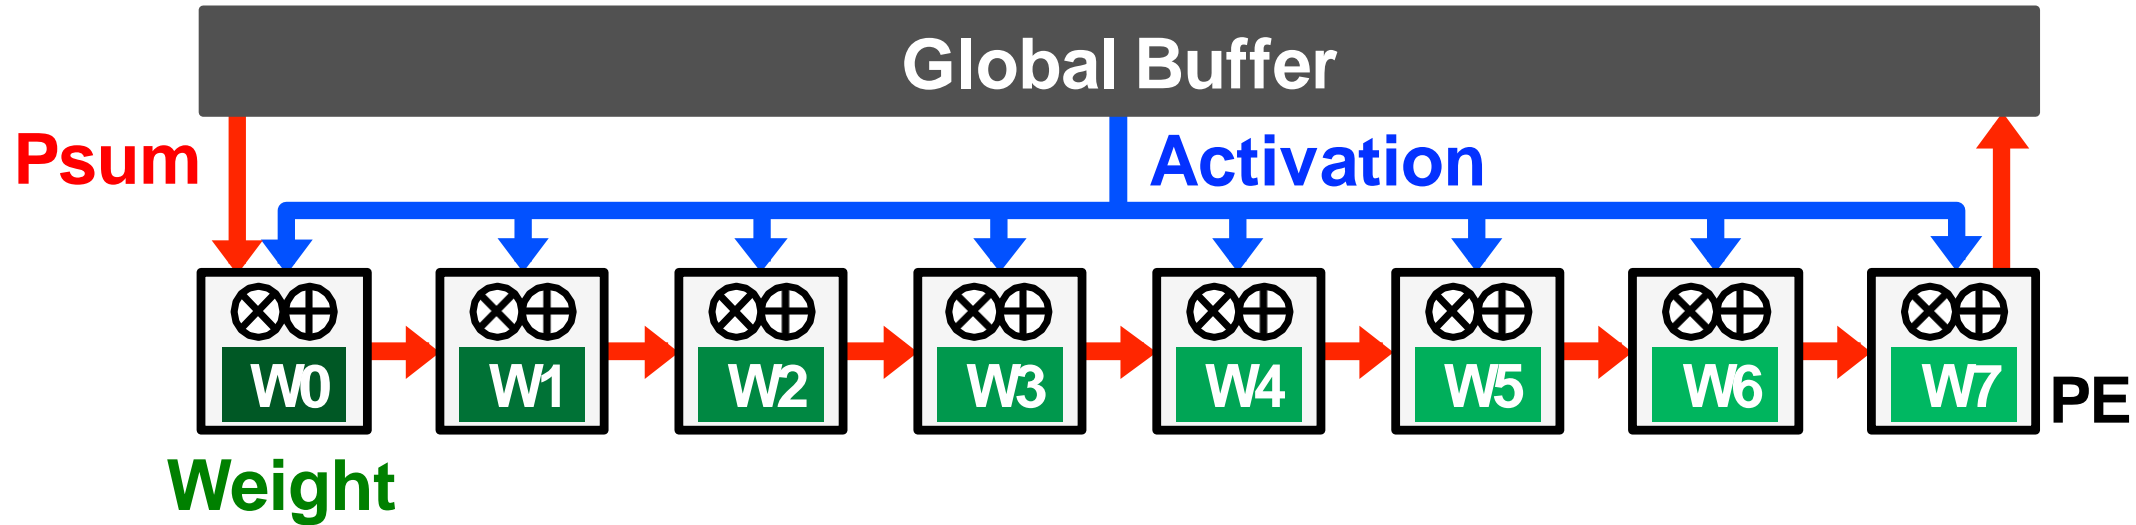 Global Buffer
Psum
Activation
W0 W1 W2 W3 W4 W5 W6 W7
PE
Weight